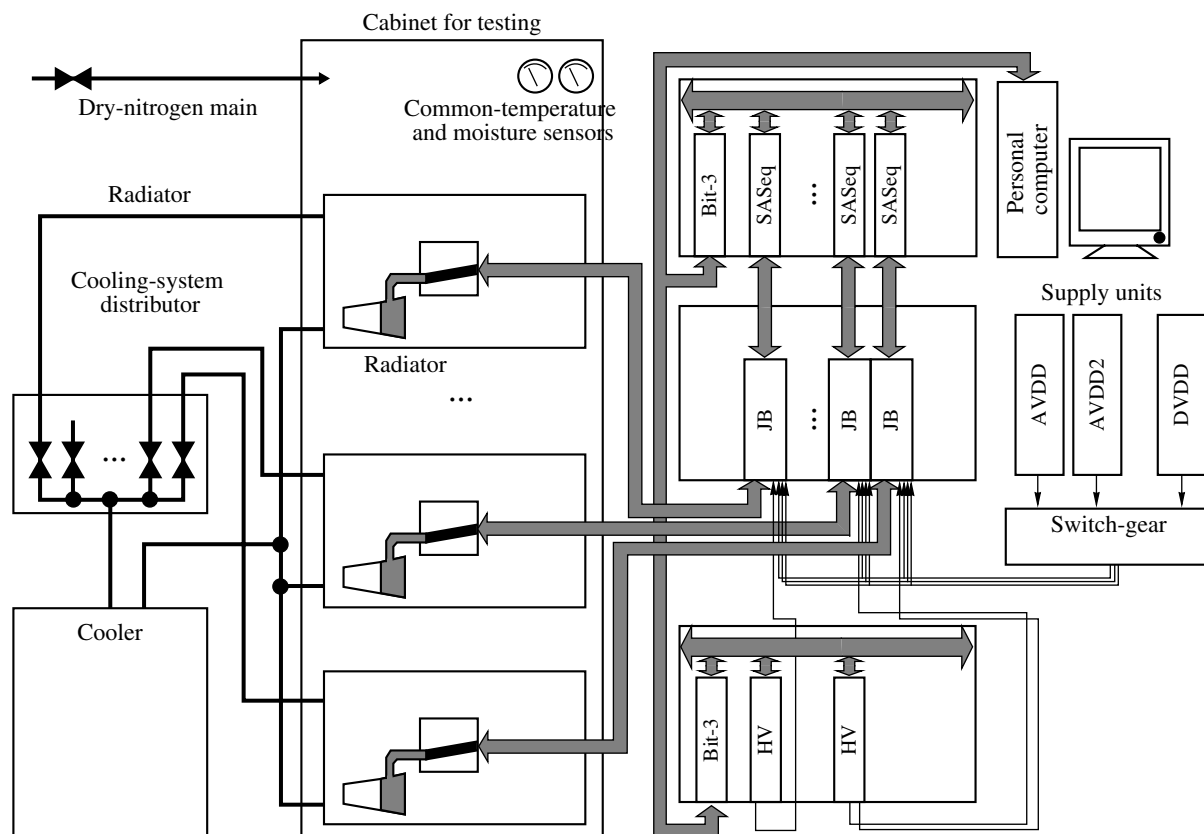 Cabinet for testing
Dry-nitrogen main
Common-temperature
and moisture sensors
Radiator
Cooling-system
distributor
...
Cooler
Radiator
...
Bit-3
SASeq
...
SASeq
SASeq
Personal
computer
JB
...
JB
JB
Supply units
AVDD
AVDD2
DVDD
Switch-gear
Bit-3
HV
HV